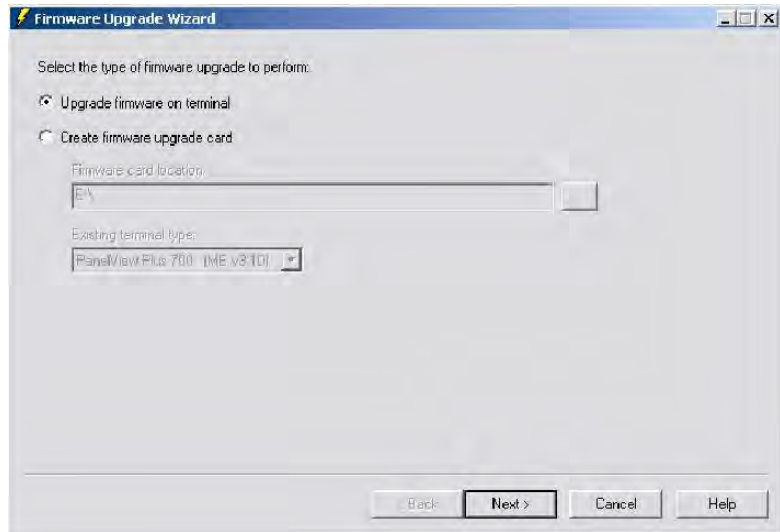 Firmware Upgrade Wizard
Select the type of firmware upgrade to perform:
Upgrade firmware on terminal
Create firmware upgrade card
Firmware card location:
E:\
Existing terminal type:
PanelView Plus 700 (ME v3.10)
< Back
Next >
Cancel
Help